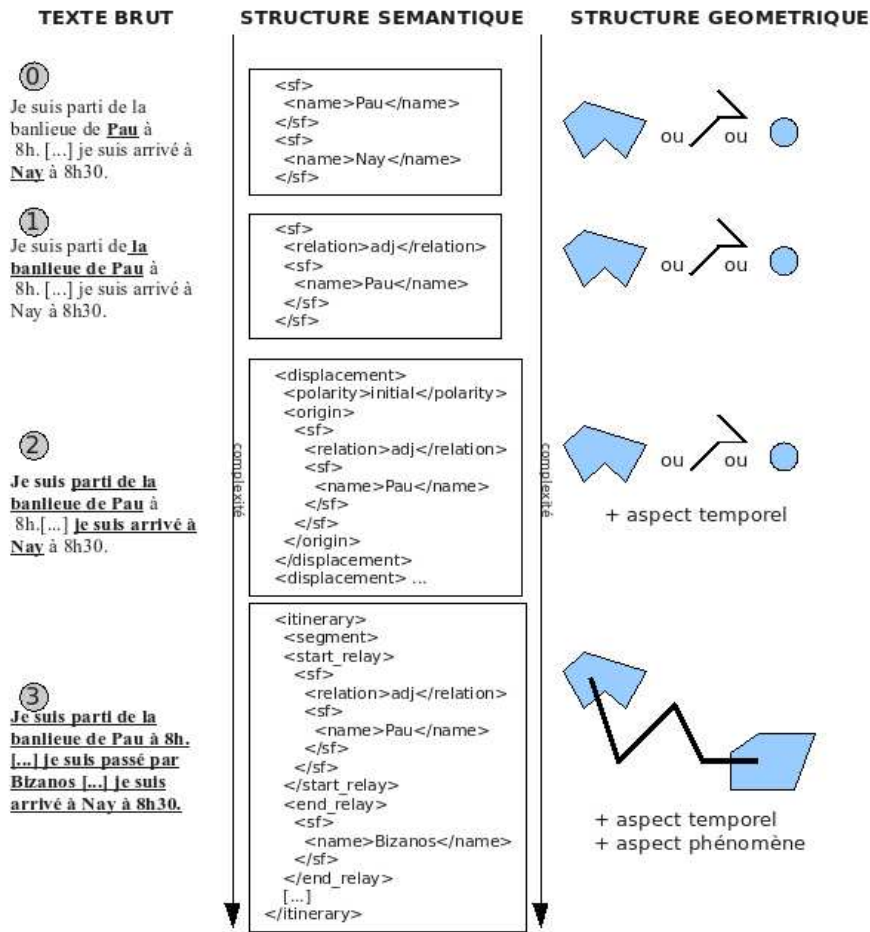 TEXTE BRUT
STRUCTURE SEMANTIQUE
STRUCTURE GEOMETRIQUE
0
Je suis parti de la
banlieue de Pau à
8h. [...] je suis arrivé à
Nay à 8h30.
<sf>
<name>Pau</name>
</sf>
<sf>
<name>Nay</name>
</sf>
ou
ou
1
Je suis parti de la
banlieue de Pau à
8h. [...] je suis arrivé à
Nay à 8h30.
<sf>
<relation>adj</relation>
<sf>
<name>Pau</name>
</sf>
</sf>
ou
ou
2
Je suis parti de la
banlieue de Pau à
8h.[...] je suis arrivé à
Nay à 8h30.
complexité
<displacement>
<polarity>initial</polarity>
<origin>
<sf>
<relation>adj</relation>
<sf>
<name>Pau</name>
</sf>
</sf>
</origin>
</displacement>
<displacement> ...
complexité
ou
ou
+ aspect temporel
3
Je suis parti de la
banlieue de Pau à 8h.
[...] je suis passé par
Bizanos [...] je suis
arrivé à Nay à 8h30.
<itinerary>
<segment>
<start_relay>
<sf>
<relation>adj</relation>
<sf>
<name>Pau</name>
</sf>
</sf>
</start_relay>
<end_relay>
<sf>
<name>Bizanos</name>
</sf>
</end_relay>
[...]
</itinerary>
+ aspect temporel
+ aspect phénomène